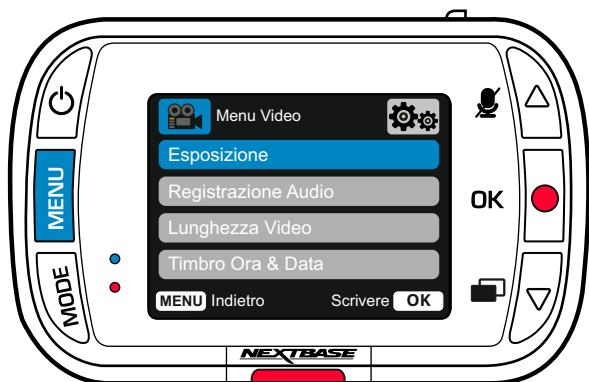 Menu Video
Esposizione
Registrazione Audio
Lunghezza Video
Timbro Ora & Data
MENU Indietro Scrivere OK
MENU
MODE
OK
NEXTBASE